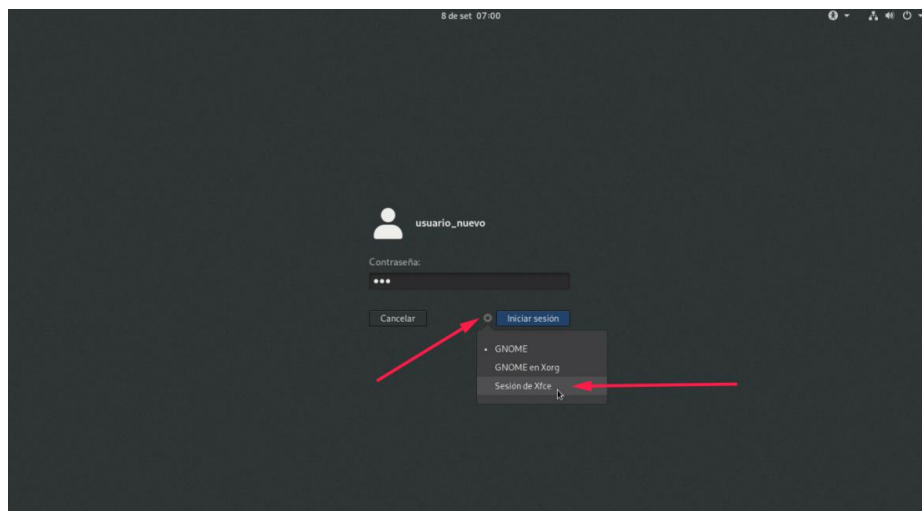 8 de set 07:00
usuario_nuevo
Contraseña:
Cancelar
Iniciar sesión
GNOME
GNOME en Xorg
Sesión de Xfce